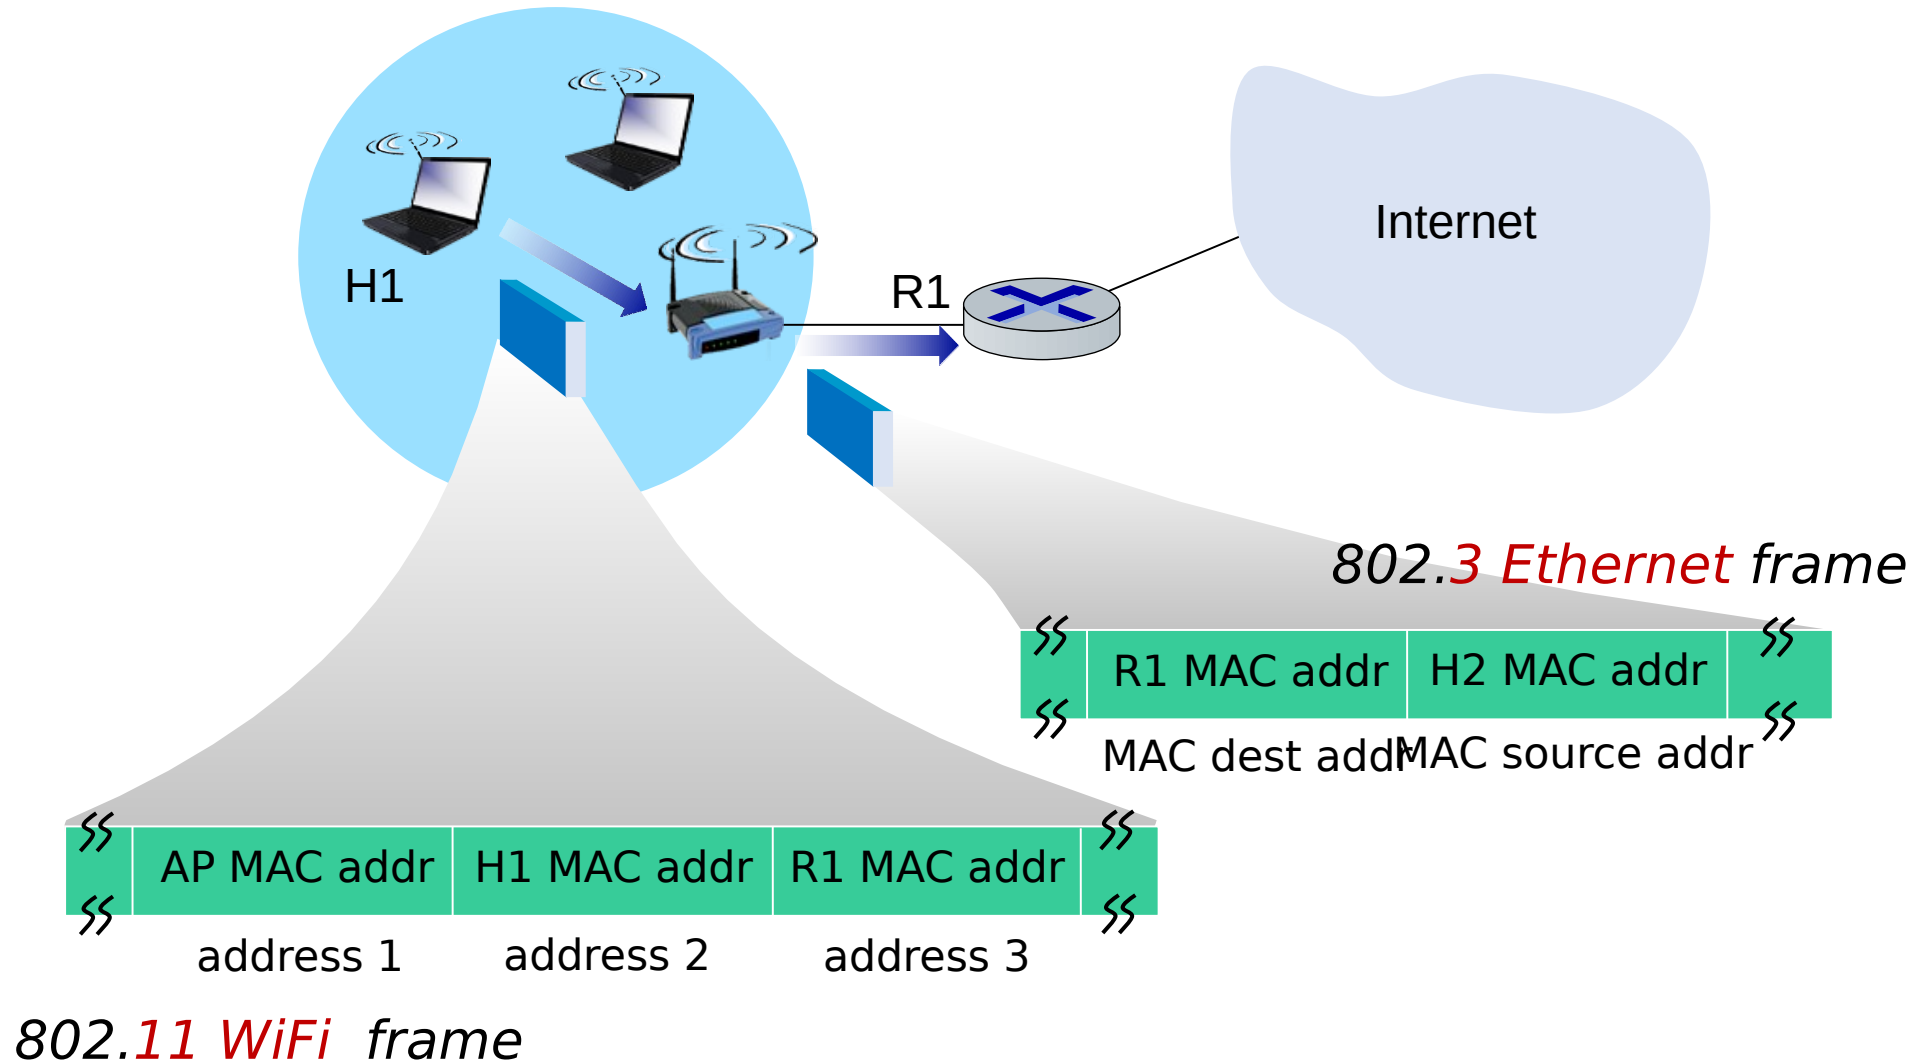 Internet
H1
R1
802.3 Ethernet frame
R1 MAC addr
H2 MAC addr
MAC dest addr
MAC source addr
AP MAC addr
H1 MAC addr
R1 MAC addr
address 1
address 2
address 3
802.11 WiFi frame